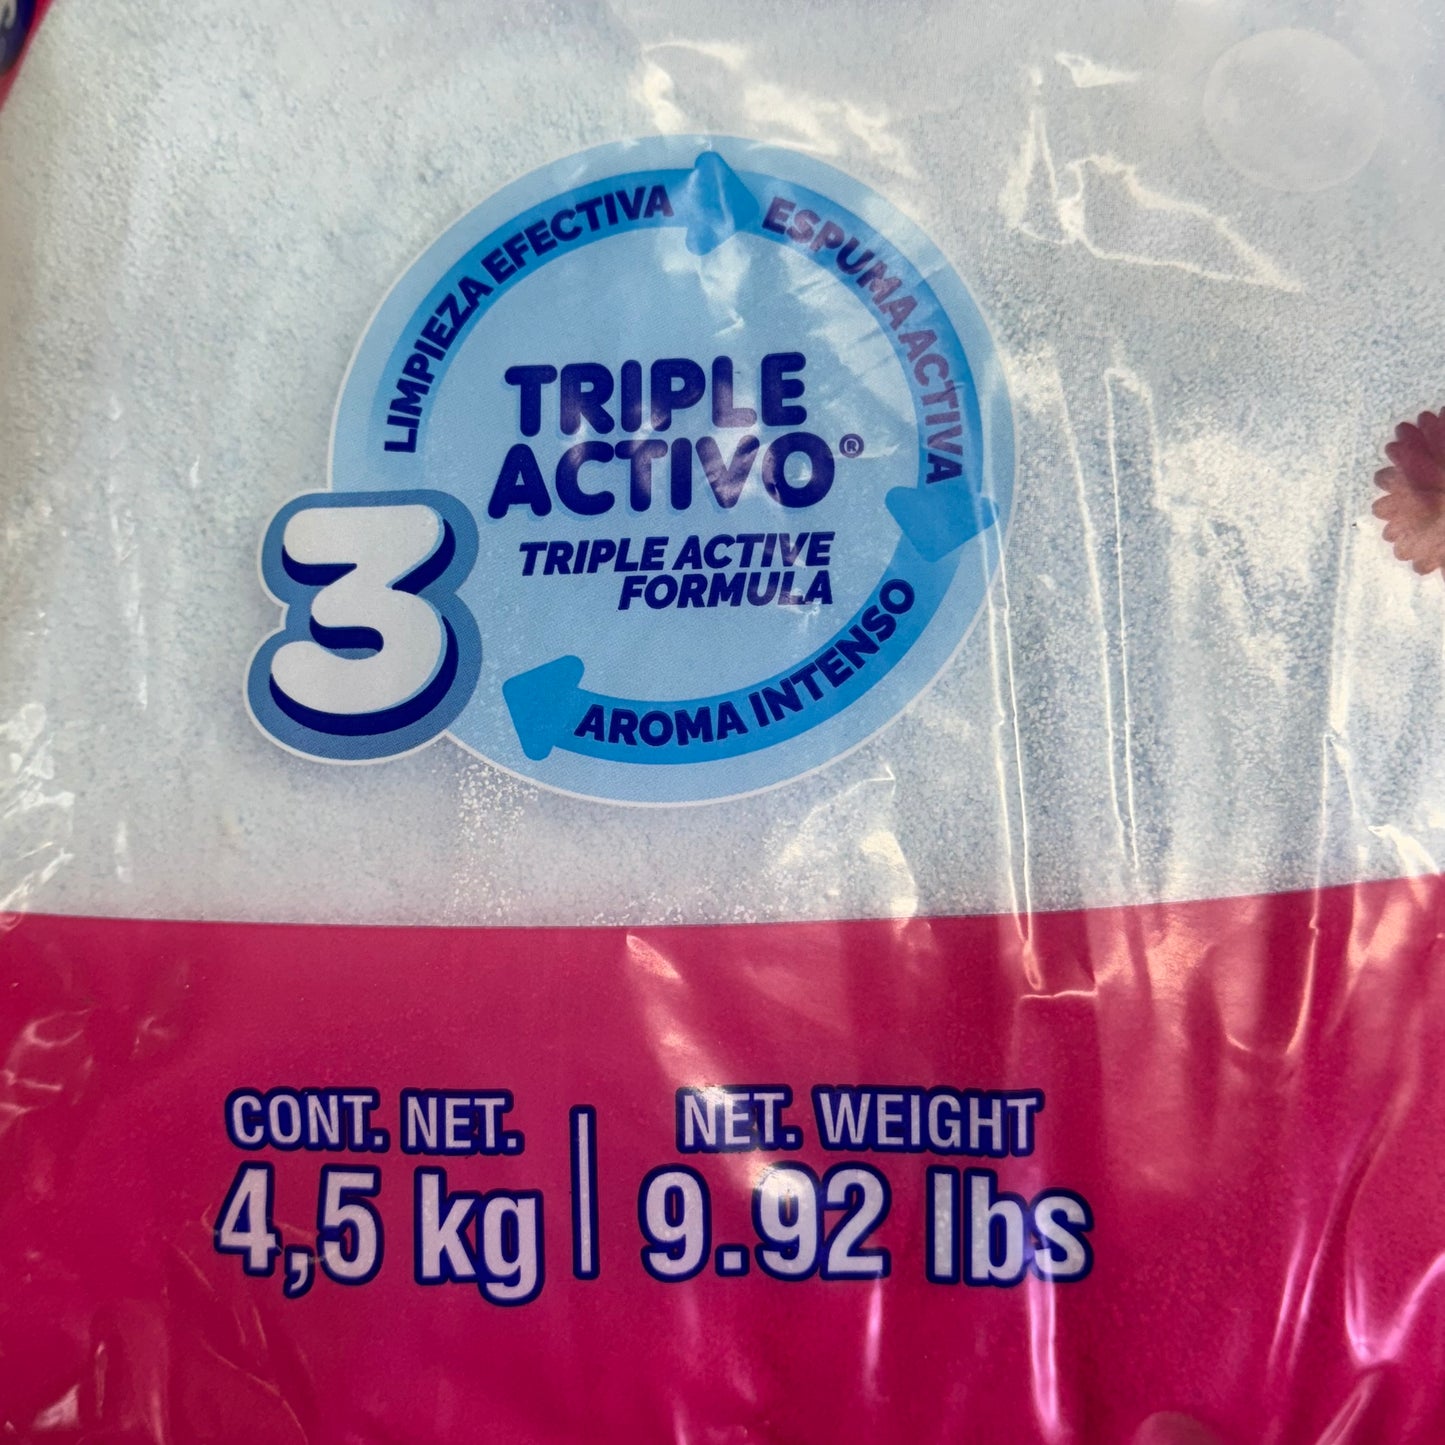 LIMPIEZA EFECTIVA
ESPUMA ACTIVA
TRIPLE
ACTIVO®
TRIPLE ACTIVE
FORMULA
3
AROMA INTENSO
CONT. NET.
4,5 kg
NET. WEIGHT
9.92 lbs